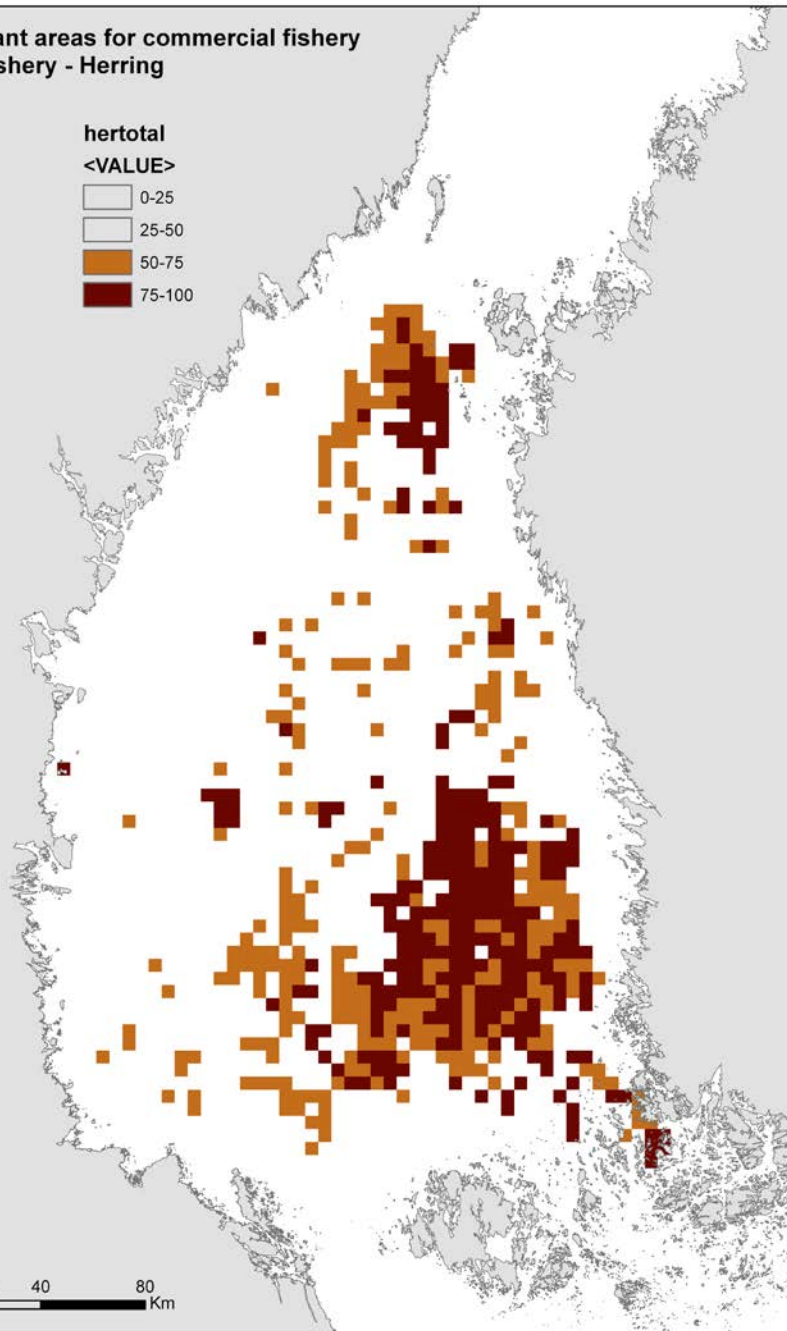 ant areas for commercial fishery
shery - Herring
hertotal
<VALUE>
0-25
25-50
50-75
75-100
40 80
Km